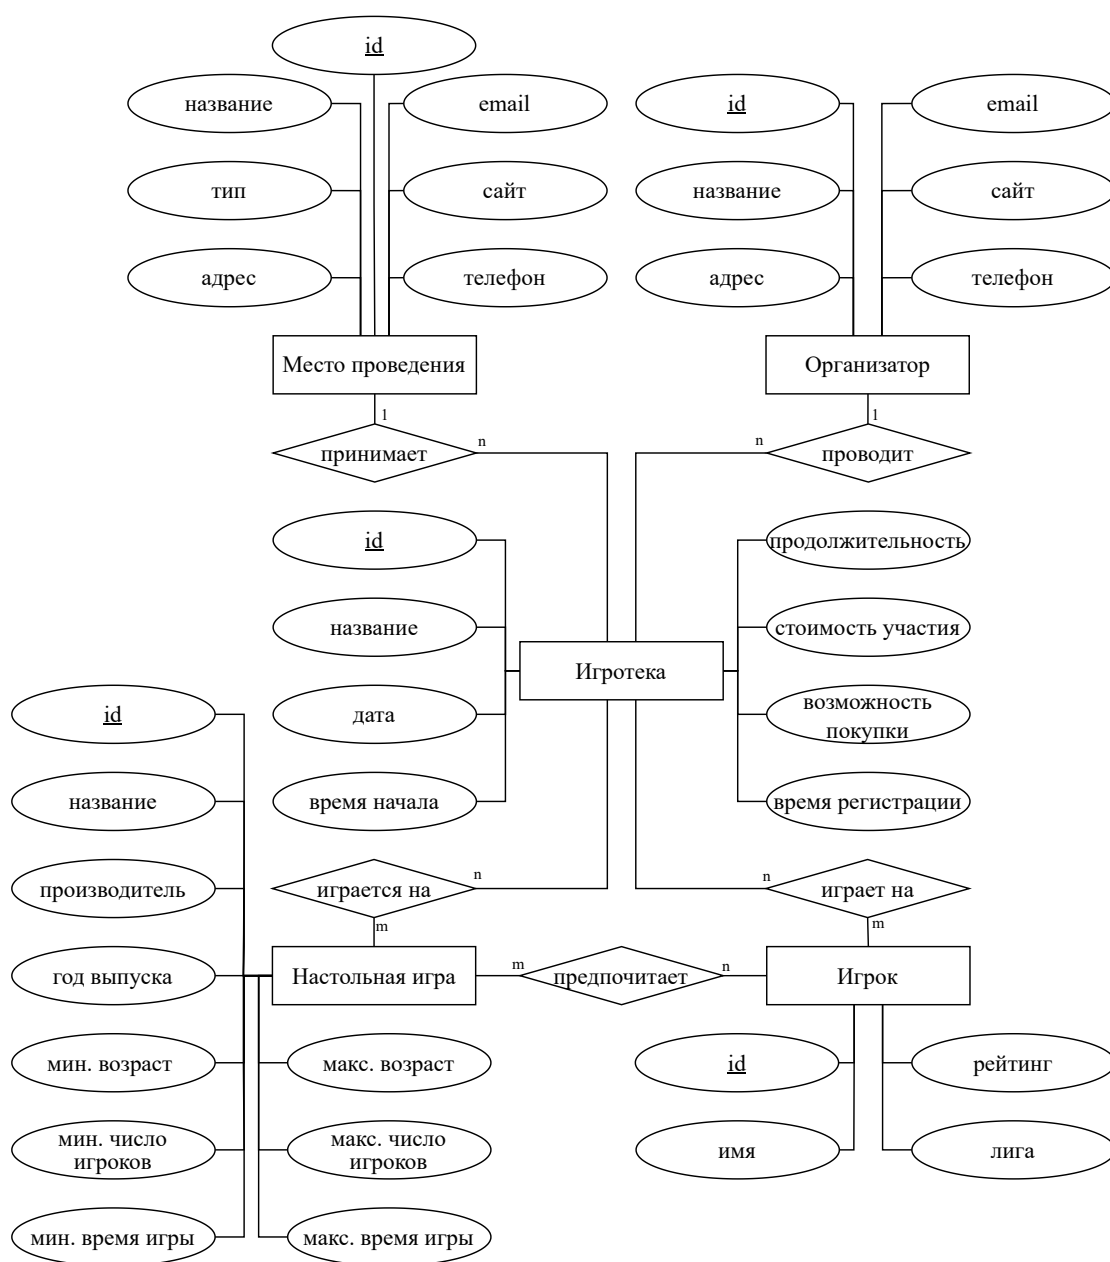 id
название
email
тип
сайт
адрес
телефон
id
email
название
сайт
адрес
телефон
Место проведения
Организатор
1
1
принимает
n
n
проводит
id
продолжительность
название
стоимость участия
Игротека
дата
возможность
покупки
время начала
время регистрации
id
название
производитель
год выпуска
играется на
n
n
играет на
m
m
Настольная игра
m
предпочитает
n
Игрок
мин. возраст
макс. возраст
мин. число
игроков
макс. число
игроков
мин. время игры
макс. время игры
id
рейтинг
имя
лига